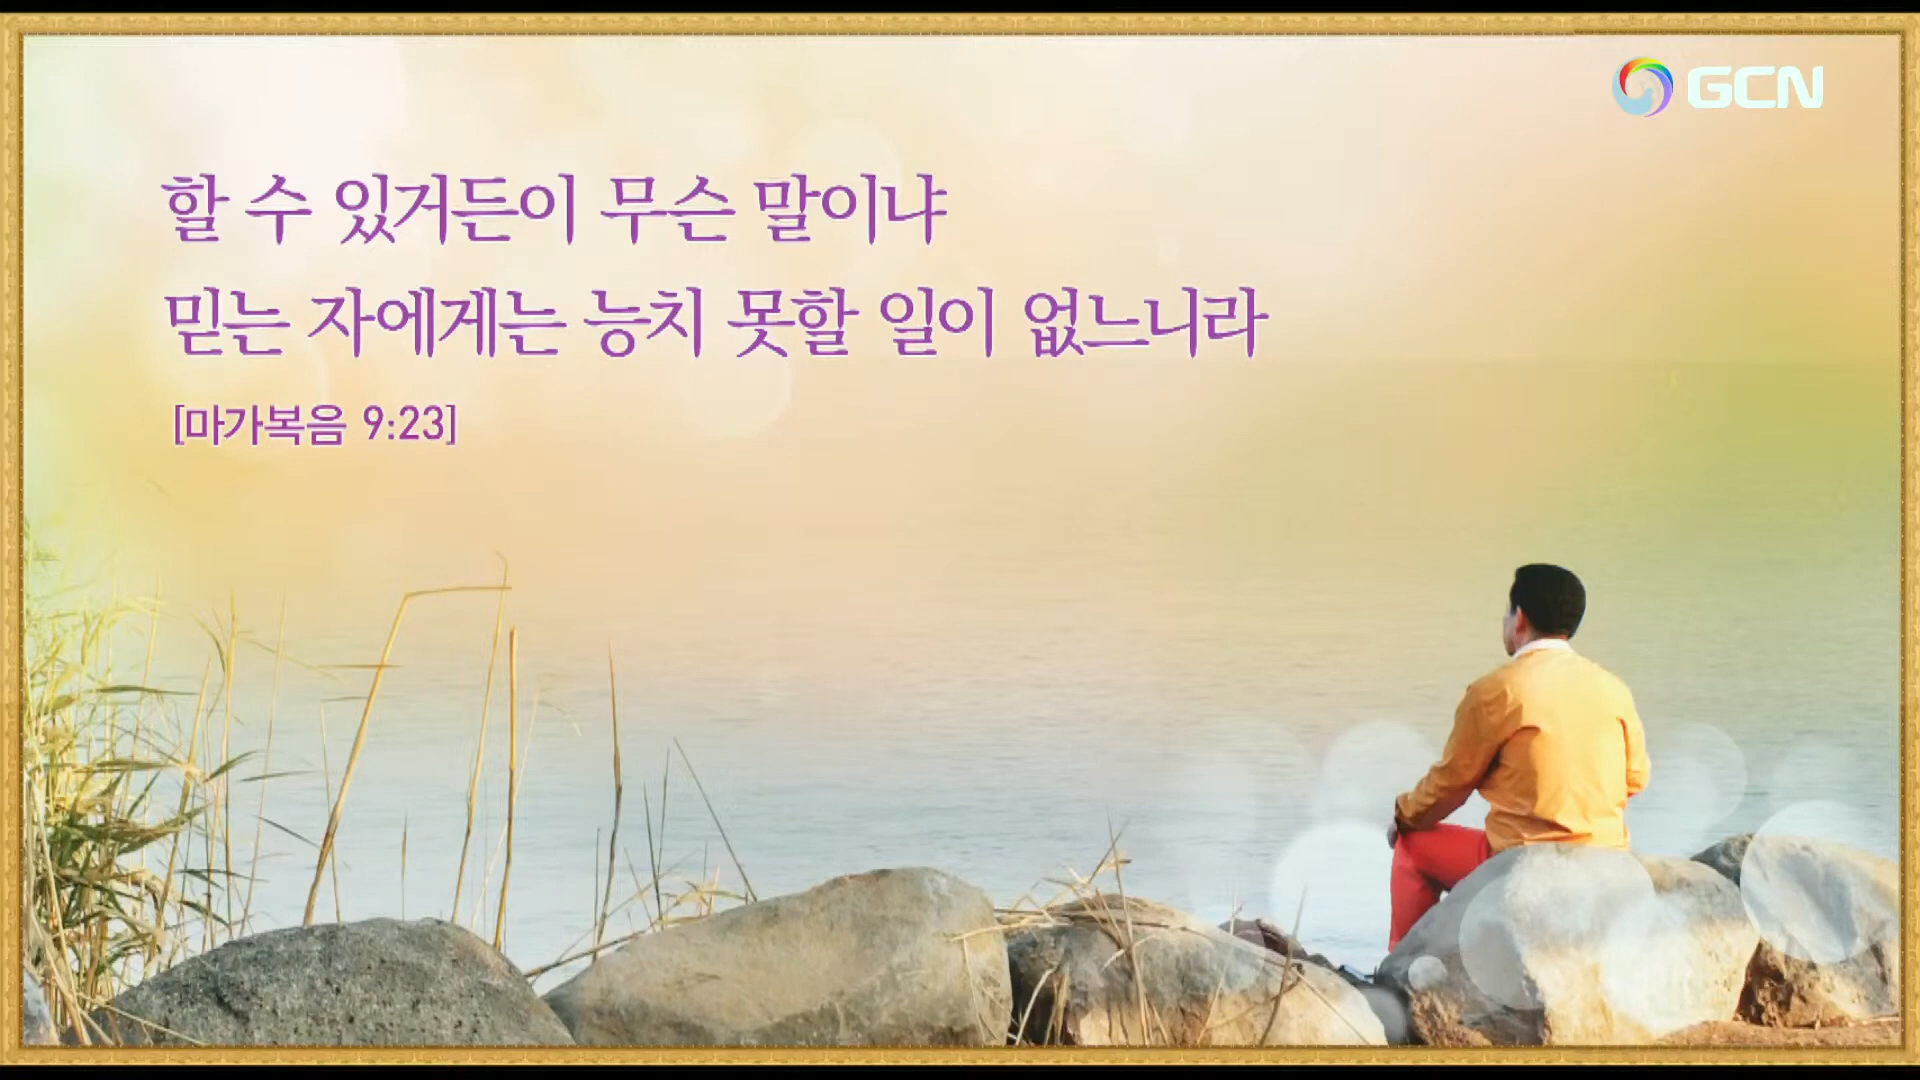 GCN
할 수 있거든이 무슨 말이냐
믿는 자에게는 능치 못할 일이 없느니라
[마가복음 9:23]